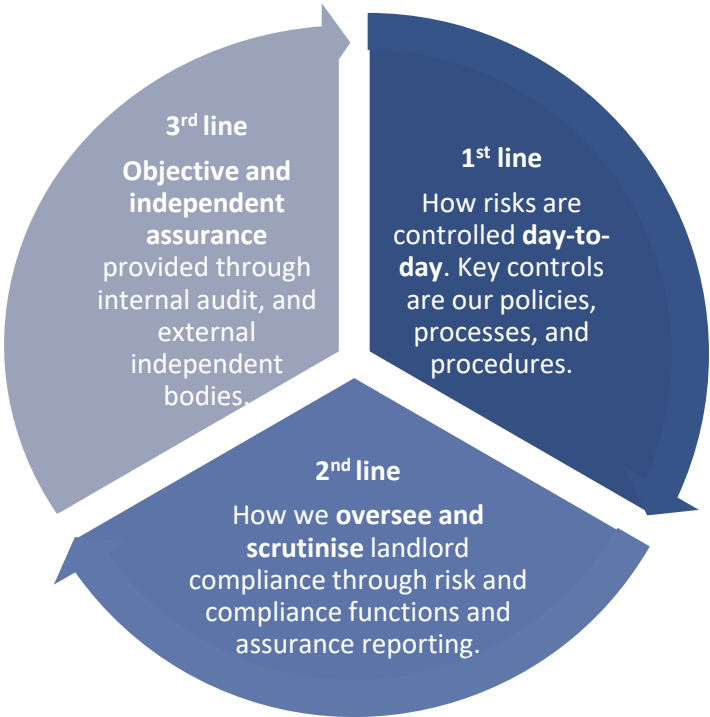 1st line
How risks are
controlled day-to-
day. Key controls
are our policies,
processes, and
procedures.
2nd line
How we oversee and
scrutinise landlord
compliance through risk and
compliance functions and
assurance reporting.
3rd line
Objective and
independent
assurance
provided through
internal audit, and
external
independent
bodies.